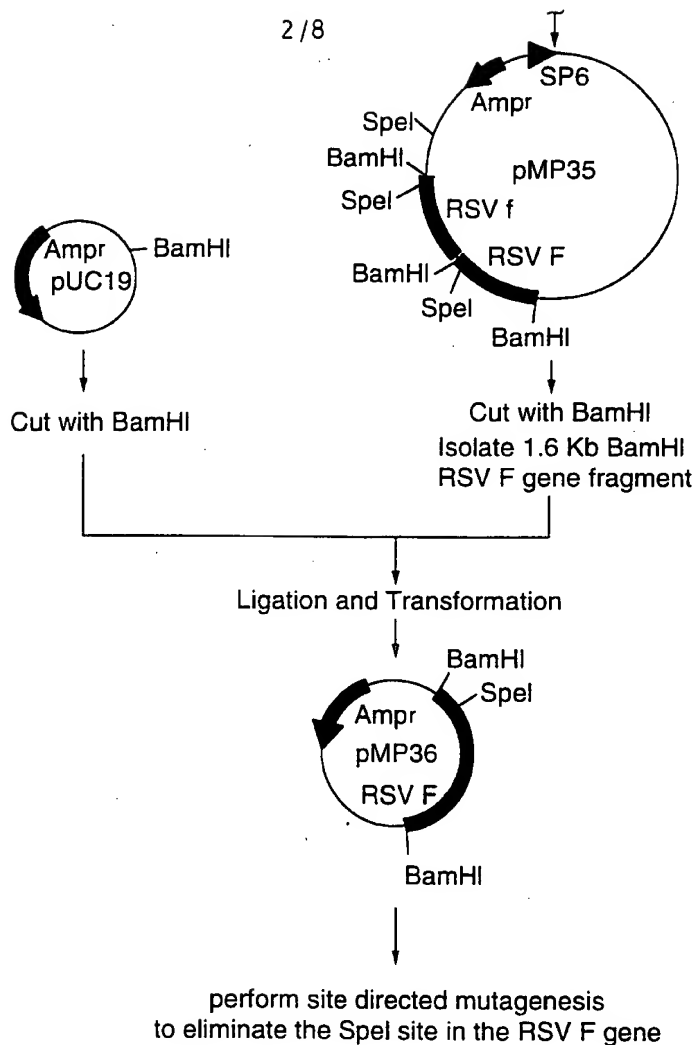 2/8
SP6
Ampr
SpeI
BamHI
pMP35
SpeI
RSV f
RSV F
BamHI
SpeI
BamHI
Ampr
BamHI
pUC19
Cut with BamHI
Cut with BamHI
Isolate 1.6 Kb BamHI
RSV F gene fragment
Ligation and Transformation
BamHI
SpeI
Ampr
pMP36
RSV F
BamHI
perform site directed mutagenesis
to eliminate the SpeI site in the RSV F gene